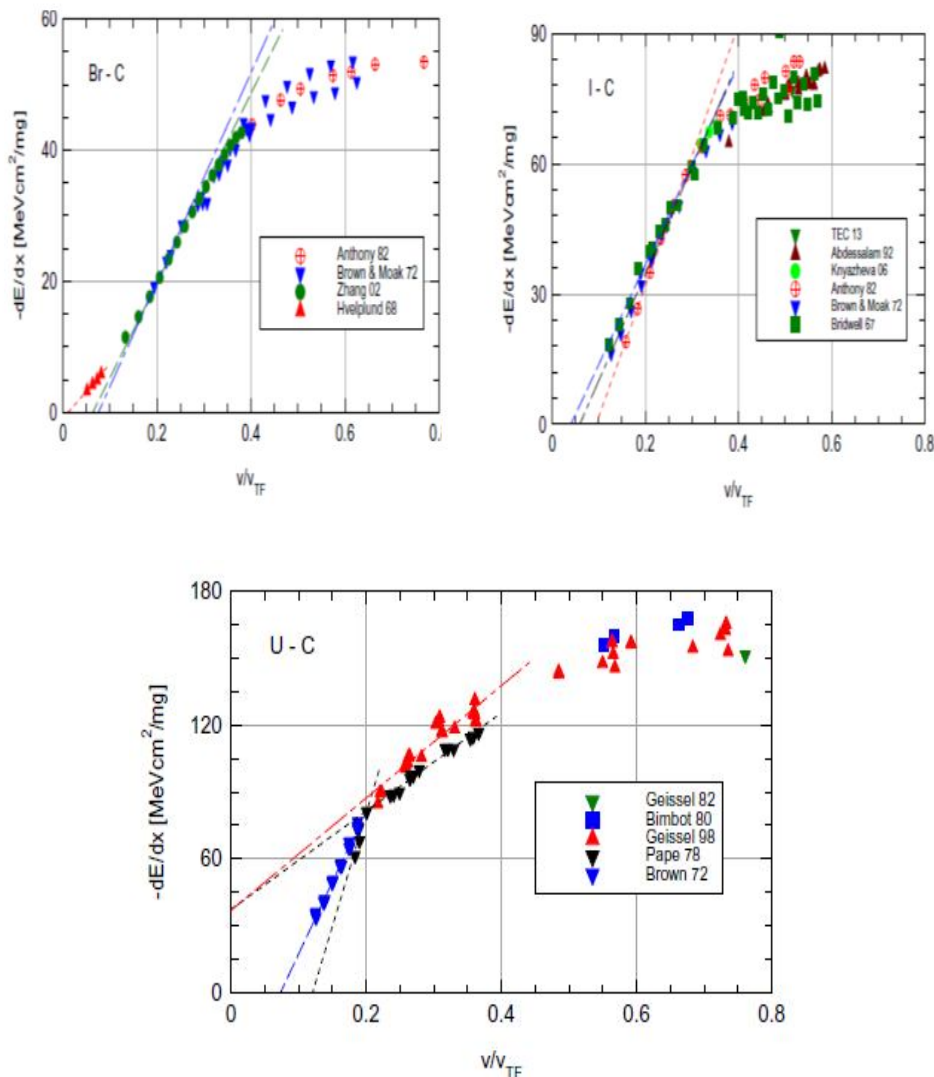 Br - C
-dE/dx [MeVcm²/mg]
60
40
20
0
Anthony 82
Brown & Moak 72
Zhang 02
Hvelplund 68
0 0.2 0.4 0.6 0.8
v/v_TF
I - C
-dE/dx [MeVcm²/mg]
90
60
30
0
TEC 13
Abdessalam 92
Knyazheva 06
Anthony 82
Brown & Moak 72
Bridwell 67
0 0.2 0.4 0.6 0.8
v/v_TF
U - C
-dE/dx [MeVcm²/mg]
180
120
60
0
Geissel 82
Bimbot 80
Geissel 98
Pape 78
Brown 72
0 0.2 0.4 0.6 0.8
v/v_TF